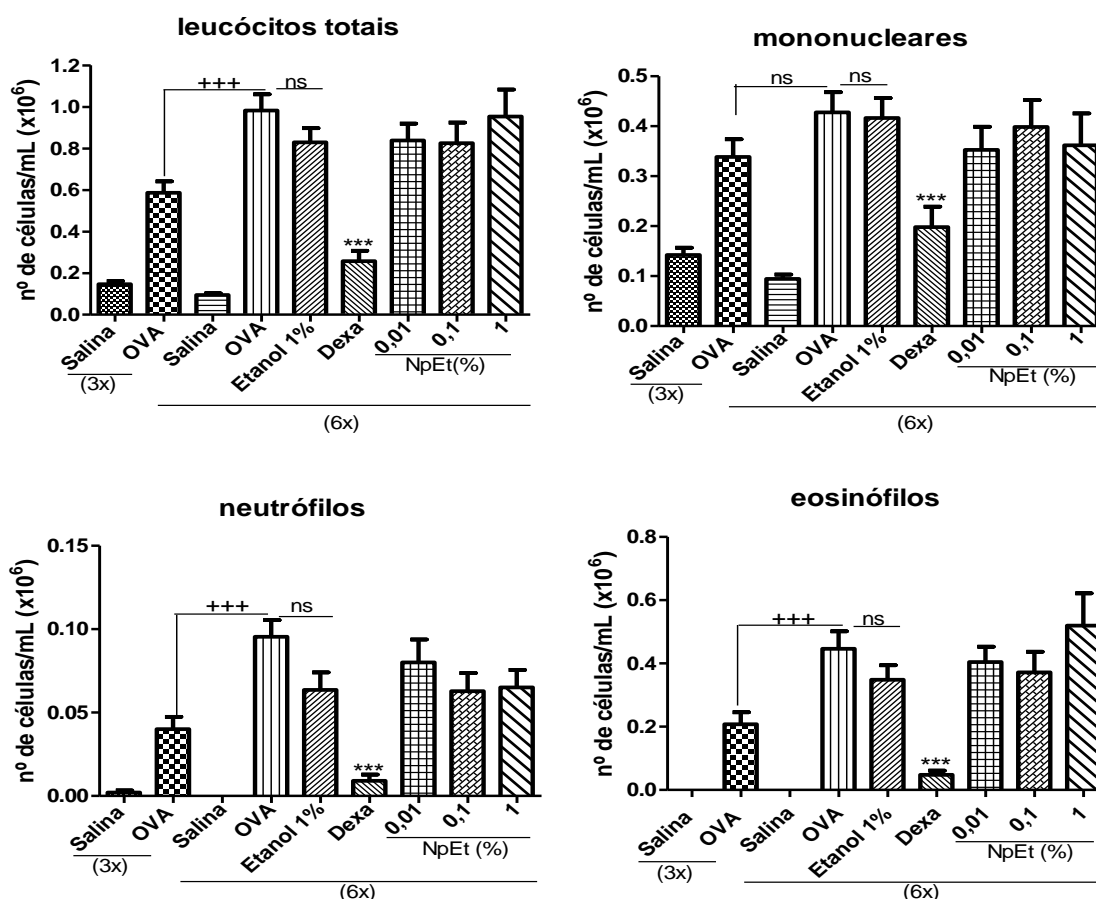 leucócitos totais
nº de células/mL (x10⁶)
1.2
1.0
0.8
0.6
0.4
0.2
0.0
+++
ns
***
Salina
OVA
Salina
OVA
Etanol 1%
Dexa
0,01
0,1
1
(3x)
NpEt(%)
(6x)
mononucleares
nº de células/mL (x10⁶)
0.5
0.4
0.3
0.2
0.1
0.0
ns
ns
***
Salina
OVA
Salina
OVA
Etanol 1%
Dexa
0,01
0,1
1
(3x)
NpEt (%)
(6x)
neutrófilos
nº de células/mL (x10⁶)
0.15
0.10
0.05
0.00
+++
ns
***
Salina
OVA
Salina
OVA
Etanol 1%
Dexa
0,01
0,1
1
(3x)
NpEt (%)
(6x)
eosinófilos
nº de células/mL (x10⁶)
0.8
0.6
0.4
0.2
0.0
+++
ns
***
Salina
OVA
Salina
OVA
Etanol 1%
Dexa
0,01
0,1
1
(3x)
NpEt (%)
(6x)